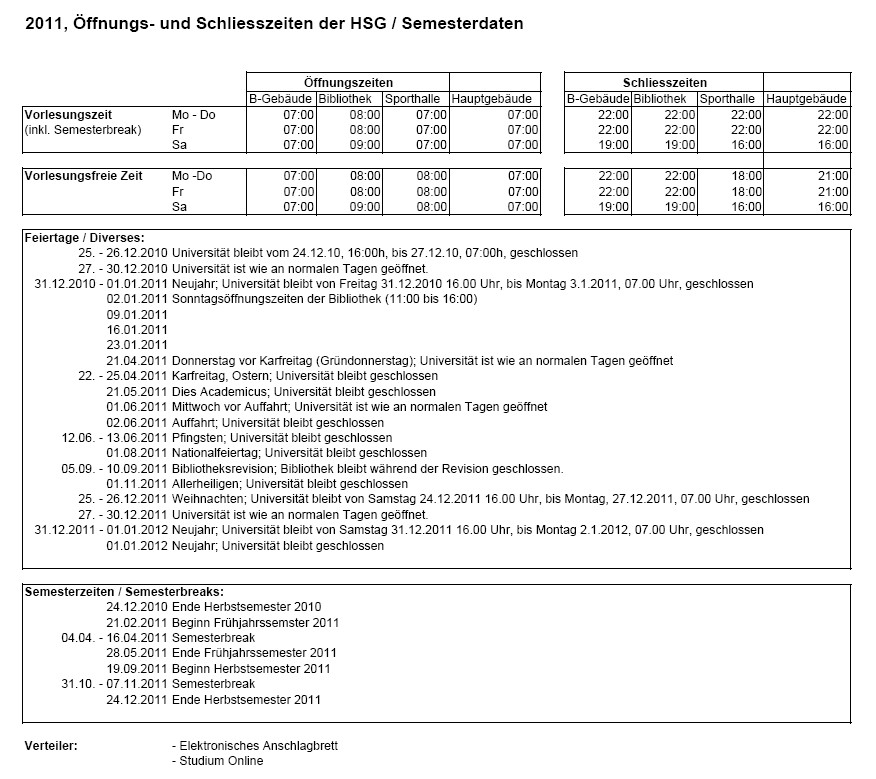 2011, Öffnungs- und Schliesszeiten der HSG / Semesterdaten
Öffnungszeiten Schliesszeiten
B-Gebäude Bibliothek Sporthalle Hauptgebäude B-Gebäude Bibliothek Sporthalle Hauptgebäude
Vorlesungszeit Mo - Do 07:00 08:00 07:00 07:00 22:00 22:00 22:00 22:00
(inkl. Semesterbreak) Fr 07:00 08:00 07:00 07:00 22:00 22:00 22:00 22:00
Sa 07:00 09:00 07:00 07:00 19:00 19:00 16:00 16:00
Vorlesungsfreie Zeit Mo -Do 07:00 08:00 08:00 07:00 22:00 22:00 18:00 21:00
Fr 07:00 08:00 08:00 07:00 22:00 22:00 18:00 21:00
Sa 07:00 09:00 08:00 07:00 19:00 19:00 16:00 16:00
Feiertage / Diverses:
25. - 26.12.2010 Universität bleibt vom 24.12.10, 16:00h, bis 27.12.10, 07:00h, geschlossen
27. - 30.12.2010 Universität ist wie an normalen Tagen geöffnet.
31.12.2010 - 01.01.2011 Neujahr; Universität bleibt von Freitag 31.12.2010 16.00 Uhr, bis Montag 3.1.2011, 07.00 Uhr, geschlossen
02.01.2011 Sonntagsöffnungszeiten der Bibliothek (11:00 bis 16:00)
09.01.2011
16.01.2011
23.01.2011
21.04.2011 Donnerstag vor Karfreitag (Gründonnerstag); Universität ist wie an normalen Tagen geöffnet
22. - 25.04.2011 Karfreitag, Ostern; Universität bleibt geschlossen
21.05.2011 Dies Academicus; Universität bleibt geschlossen
01.06.2011 Mittwoch vor Auffahrt; Universität ist wie an normalen Tagen geöffnet
02.06.2011 Auffahrt; Universität bleibt geschlossen
12.06. - 13.06.2011 Pfingsten; Universität bleibt geschlossen
01.08.2011 Nationalfeiertag; Universität bleibt geschlossen
05.09. - 10.09.2011 Bibliotheksrevision; Bibliothek bleibt während der Revision geschlossen.
01.11.2011 Allerheiligen; Universität bleibt geschlossen
25. - 26.12.2011 Weihnachten; Universität bleibt von Samstag 24.12.2011 16.00 Uhr, bis Montag, 27.12.2011, 07.00 Uhr, geschlossen
27. - 30.12.2011 Universität ist wie an normalen Tagen geöffnet.
31.12.2011 - 01.01.2012 Neujahr; Universität bleibt von Samstag 31.12.2011 16.00 Uhr, bis Montag 2.1.2012, 07.00 Uhr, geschlossen
01.01.2012 Neujahr; Universität bleibt geschlossen
Semesterzeiten / Semesterbreaks:
24.12.2010 Ende Herbstsemester 2010
21.02.2011 Beginn Frühjahrssemster 2011
04.04. - 16.04.2011 Semesterbreak
28.05.2011 Ende Frühjahrssemester 2011
19.09.2011 Beginn Herbstsemester 2011
31.10. - 07.11.2011 Semesterbreak
24.12.2011 Ende Herbstsemester 2011
Verteiler: - Elektronisches Anschlagbrett
- Studium Online